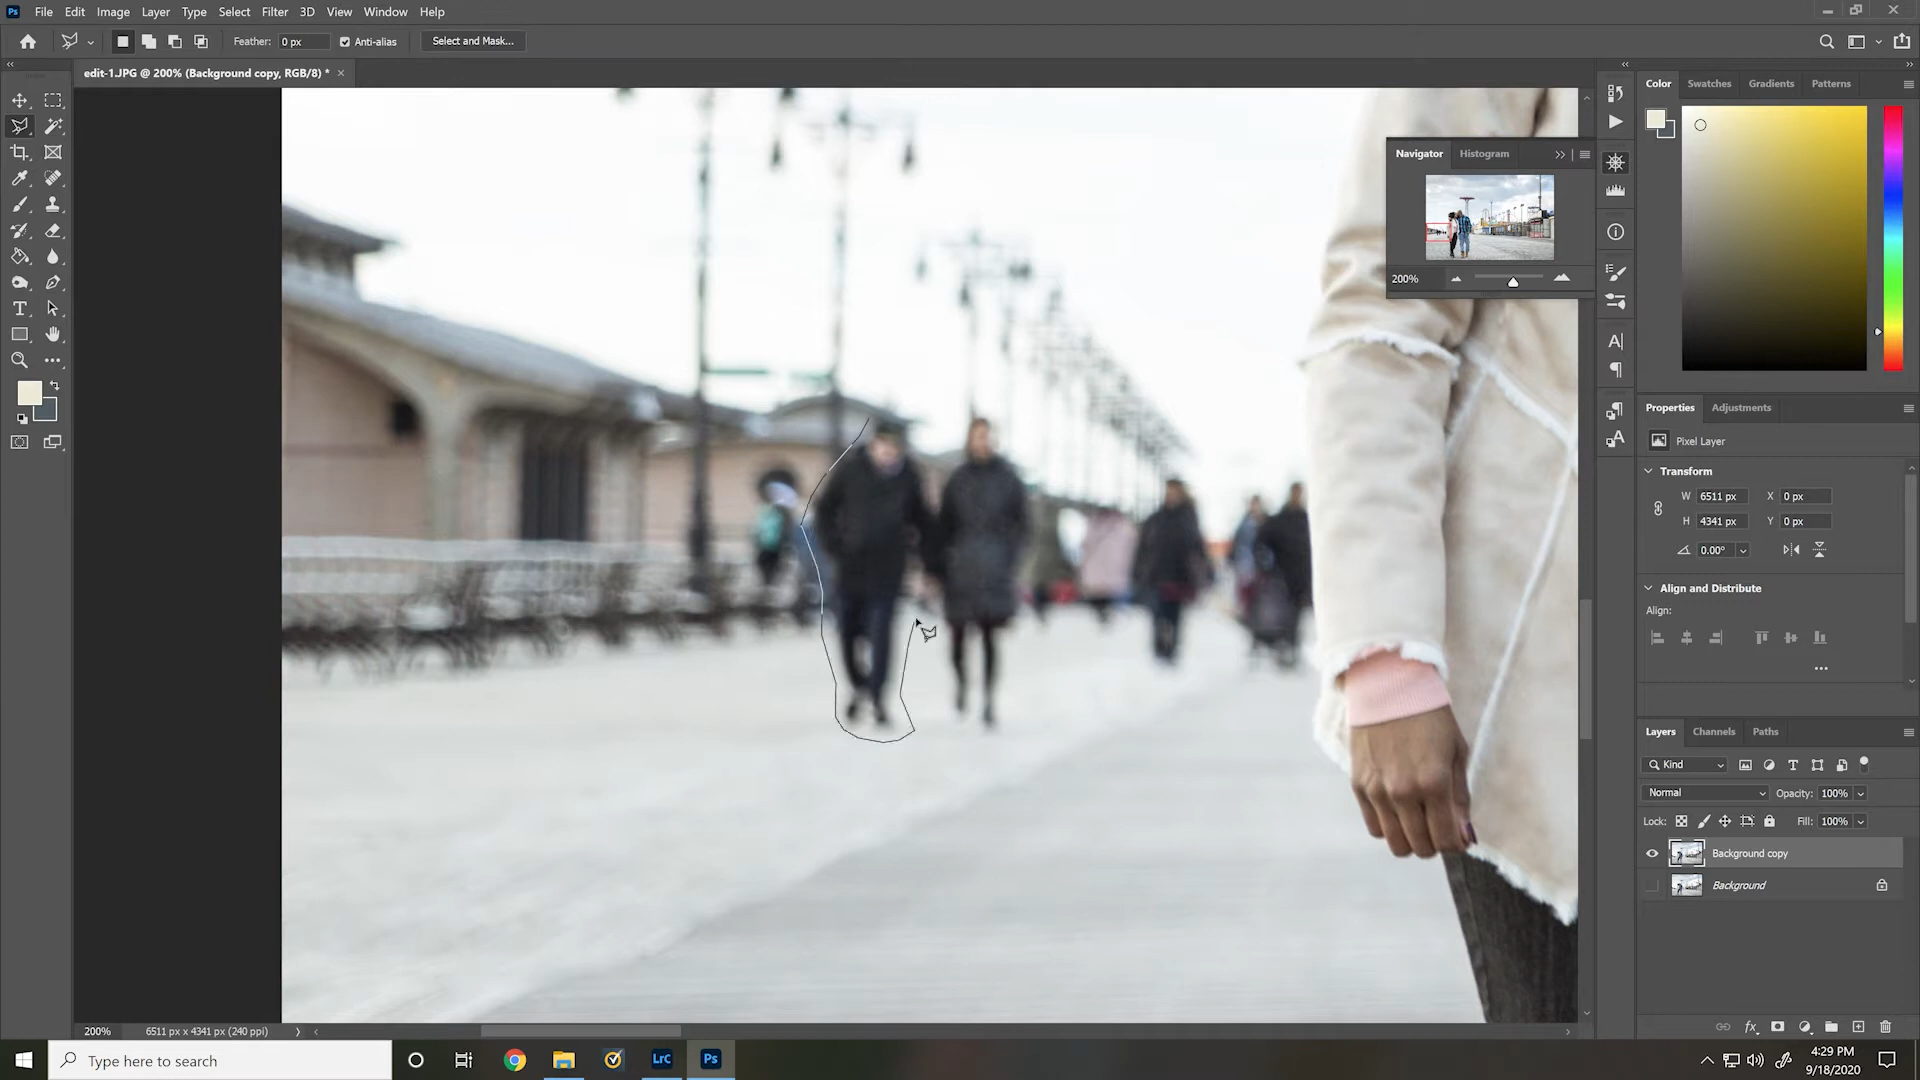 Ps File Edit Image Layer Type Select Filter 3D View Window Help
Feather: 0 px Anti-alias Select and Mask...
edit-1.JPG @ 200% (Background copy, RGB/8) * ×
Color Swatches Gradients Patterns
Navigator Histogram
200%
Properties Adjustments
Pixel Layer
Transform
W 6511 px X 0 px
H 4341 px Y 0 px
0.00°
Align and Distribute
Align:
Layers Channels Paths
Kind
Normal Opacity: 100%
Lock: Fill: 100%
Background copy
Background
200% 6511 px x 4341 px (240 ppi)
Type here to search
LrC Ps
4:29 PM
9/18/2020